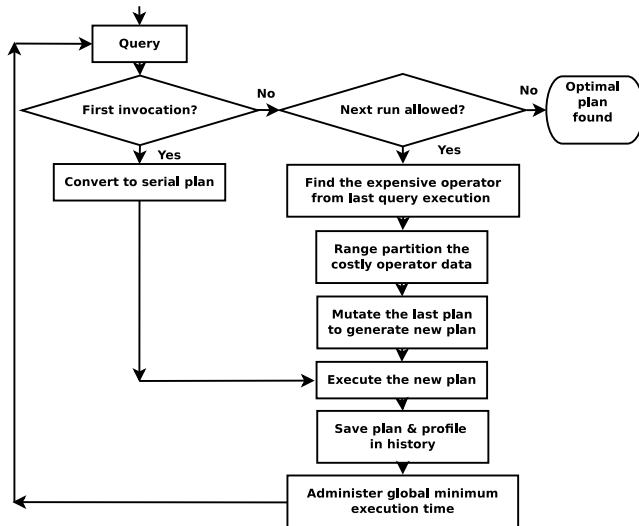 Query
First invocation?
No
Next run allowed?
No
Optimal
plan
found
Yes
Convert to serial plan
Yes
Find the expensive operator
from last query execution
Range partition the
costly operator data
Mutate the last plan
to generate new plan
Execute the new plan
Save plan & profile
in history
Administer global minimum
execution time